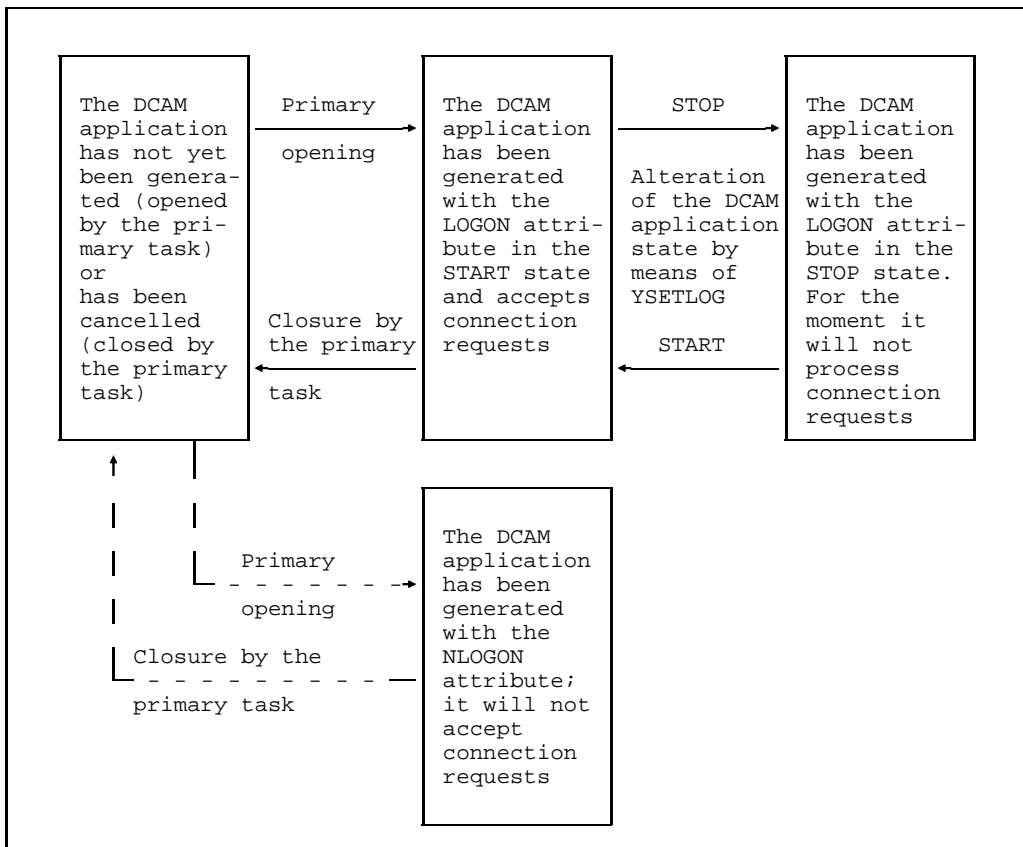 The DCAM
application
has not yet
been genera-
ted (opened
by the pri-
mary task)
or
has been
cancelled
(closed by
the primary
task)
Primary
opening
Closure by
the primary
task
The DCAM
application
has been
generated
with the
LOGON attri-
bute in the
START state
and accepts
connection
requests
STOP
Alteration
of the DCAM
application
state by
means of
YSETLOG
START
The DCAM
application
has been
generated
with the
LOGON attri-
bute in the
STOP state.
For the
moment it
will not
process
connection
requests
Primary
opening
Closure by the
primary task
The DCAM
application
has been
generated
with the
NLOGON
attribute;
it will not
accept
connection
requests